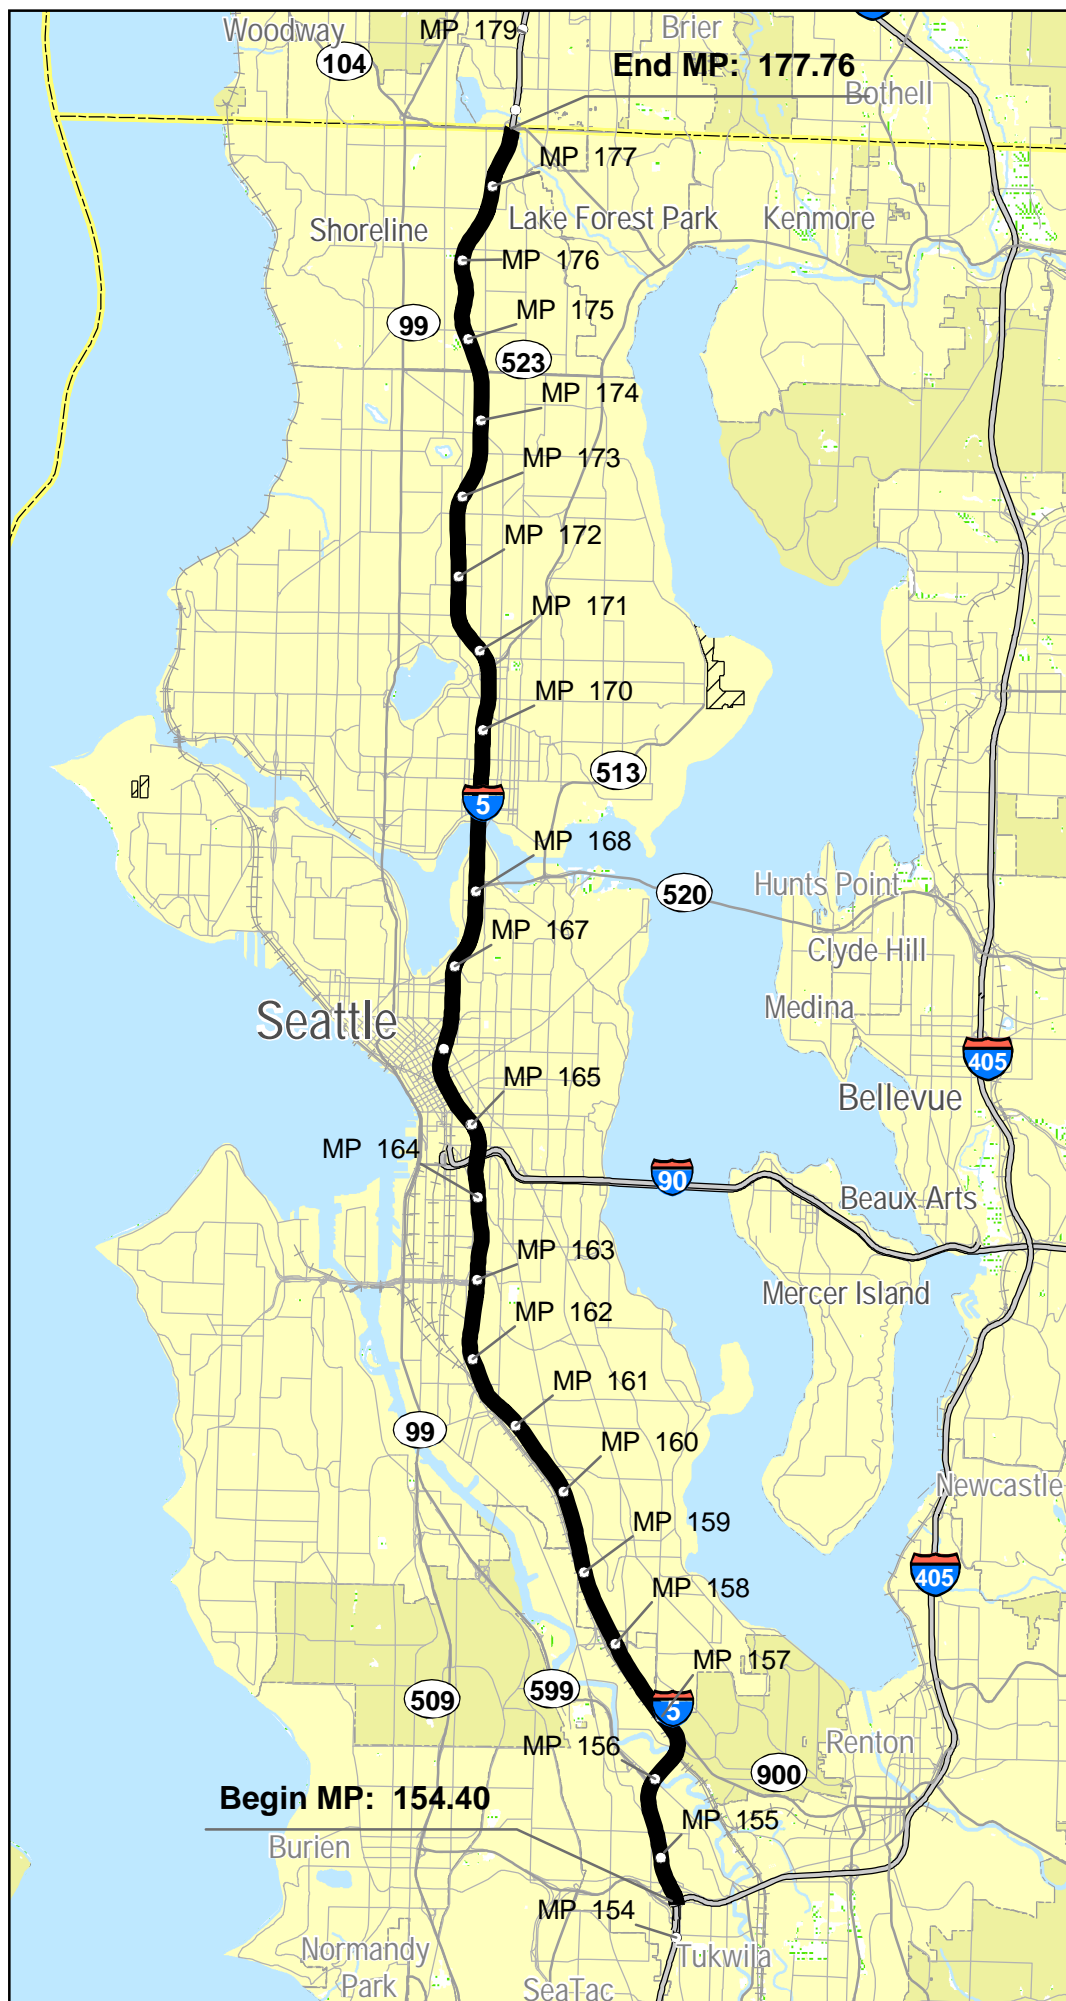 Woodway
MP 179
Brier
104
End MP: 177.76
Bothell
MP 177
Lake Forest Park
Kenmore
Shoreline
MP 176
MP 175
99
523
MP 174
MP 173
MP 172
MP 171
MP 170
513
5
MP 168
Hunts Point
520
MP 167
Clyde Hill
Medina
Seattle
405
MP 165
Bellevue
MP 164
90
Beaux Arts
MP 163
Mercer Island
MP 162
MP 161
99
MP 160
Newcastle
MP 159
405
MP 158
MP 157
599
509
5
Renton
MP 156
900
Begin MP: 154.40
MP 155
Burien
MP 154
Normandy
Park
Tukwila
SeaTac